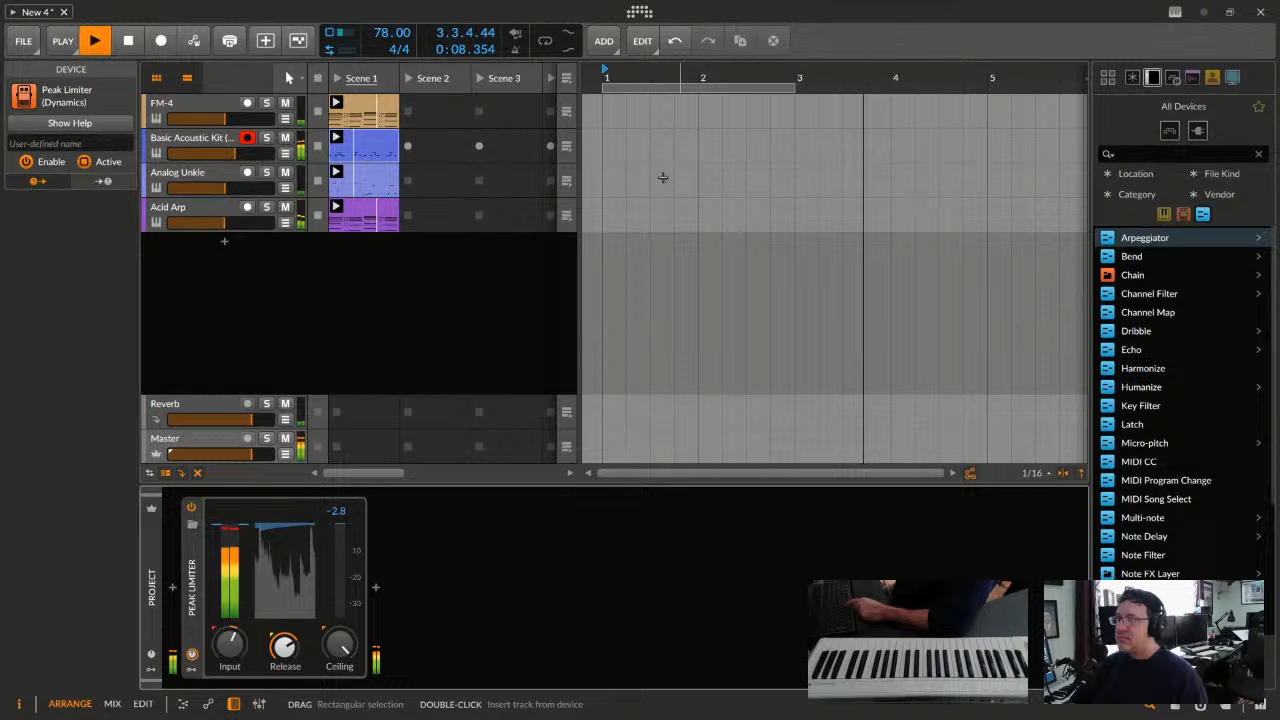 New 4*
FILE
PLAY
78.00
4/4
3.3.4.44
0:08.354
ADD
EDIT
DEVICE
Peak Limiter
(Dynamics)
Show Help
User-defined name
Enable
Active
Scene 1
Scene 2
Scene 3
FM-4
S
M
Basic Acoustic Kit (...
S
M
Analog Unkle
S
M
Acid Arp
S
M
Reverb
S
M
Master
S
M
1
2
3
4
5
1/16
All Devices
Location
File Kind
Category
Vendor
Arpeggiator
Bend
Chain
Channel Filter
Channel Map
Dribble
Echo
Harmonize
Humanize
Key Filter
Latch
Micro-pitch
MIDI CC
MIDI Program Change
MIDI Song Select
Multi-note
Note Delay
Note Filter
Note FX Layer
PROJECT
PEAK LIMITER
-2.8
10
-20
-30
Input
Release
Ceiling
ARRANGE
MIX
EDIT
DRAG
Rectangular selection
DOUBLE-CLICK
Insert track from device